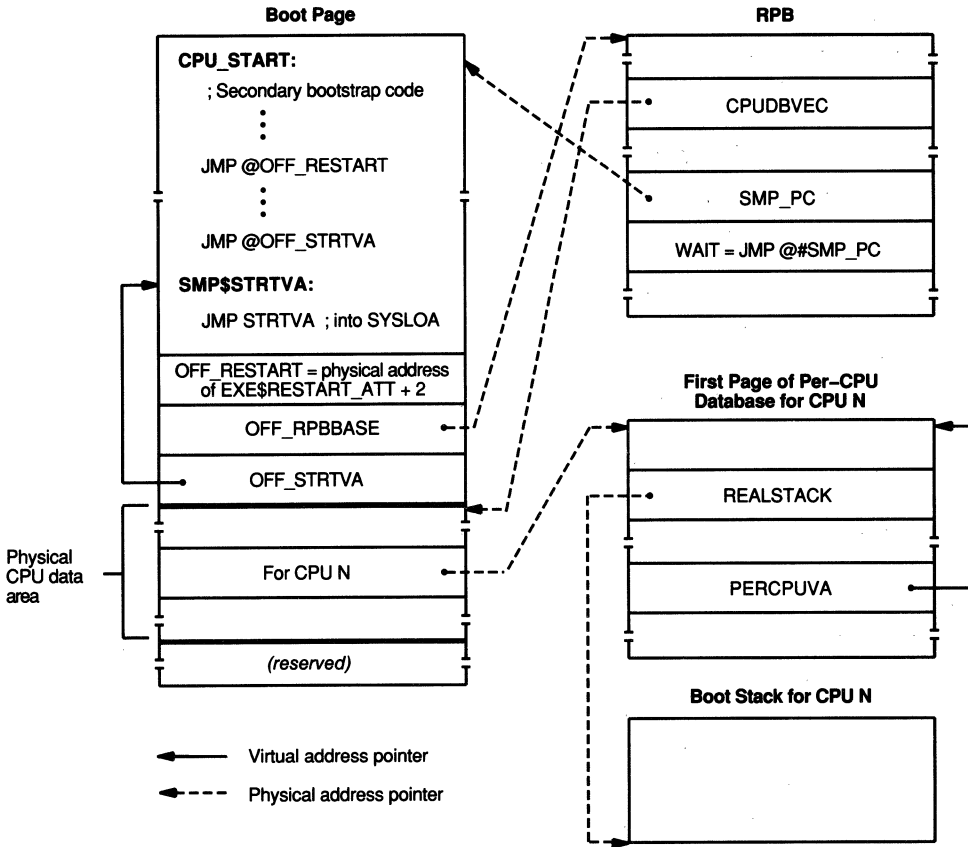 Boot Page
CPU_START:
; Secondary bootstrap code
JMP @OFF_RESTART
JMP @OFF_STRTVA
SMP$STRTVA:
JMP STRTVA ; into SYSLOA
OFF_RESTART = physical address
of EXE$RESTART_ATT + 2
OFF_RPBBASE
OFF_STRTVA
Physical
CPU data
area
For CPU N
(reserved)
RPB
CPUDBVEC
SMP_PC
WAIT = JMP @#SMP_PC
First Page of Per–CPU
Database for CPU N
REALSTACK
PERCPUVA
Boot Stack for CPU N
Virtual address pointer
Physical address pointer